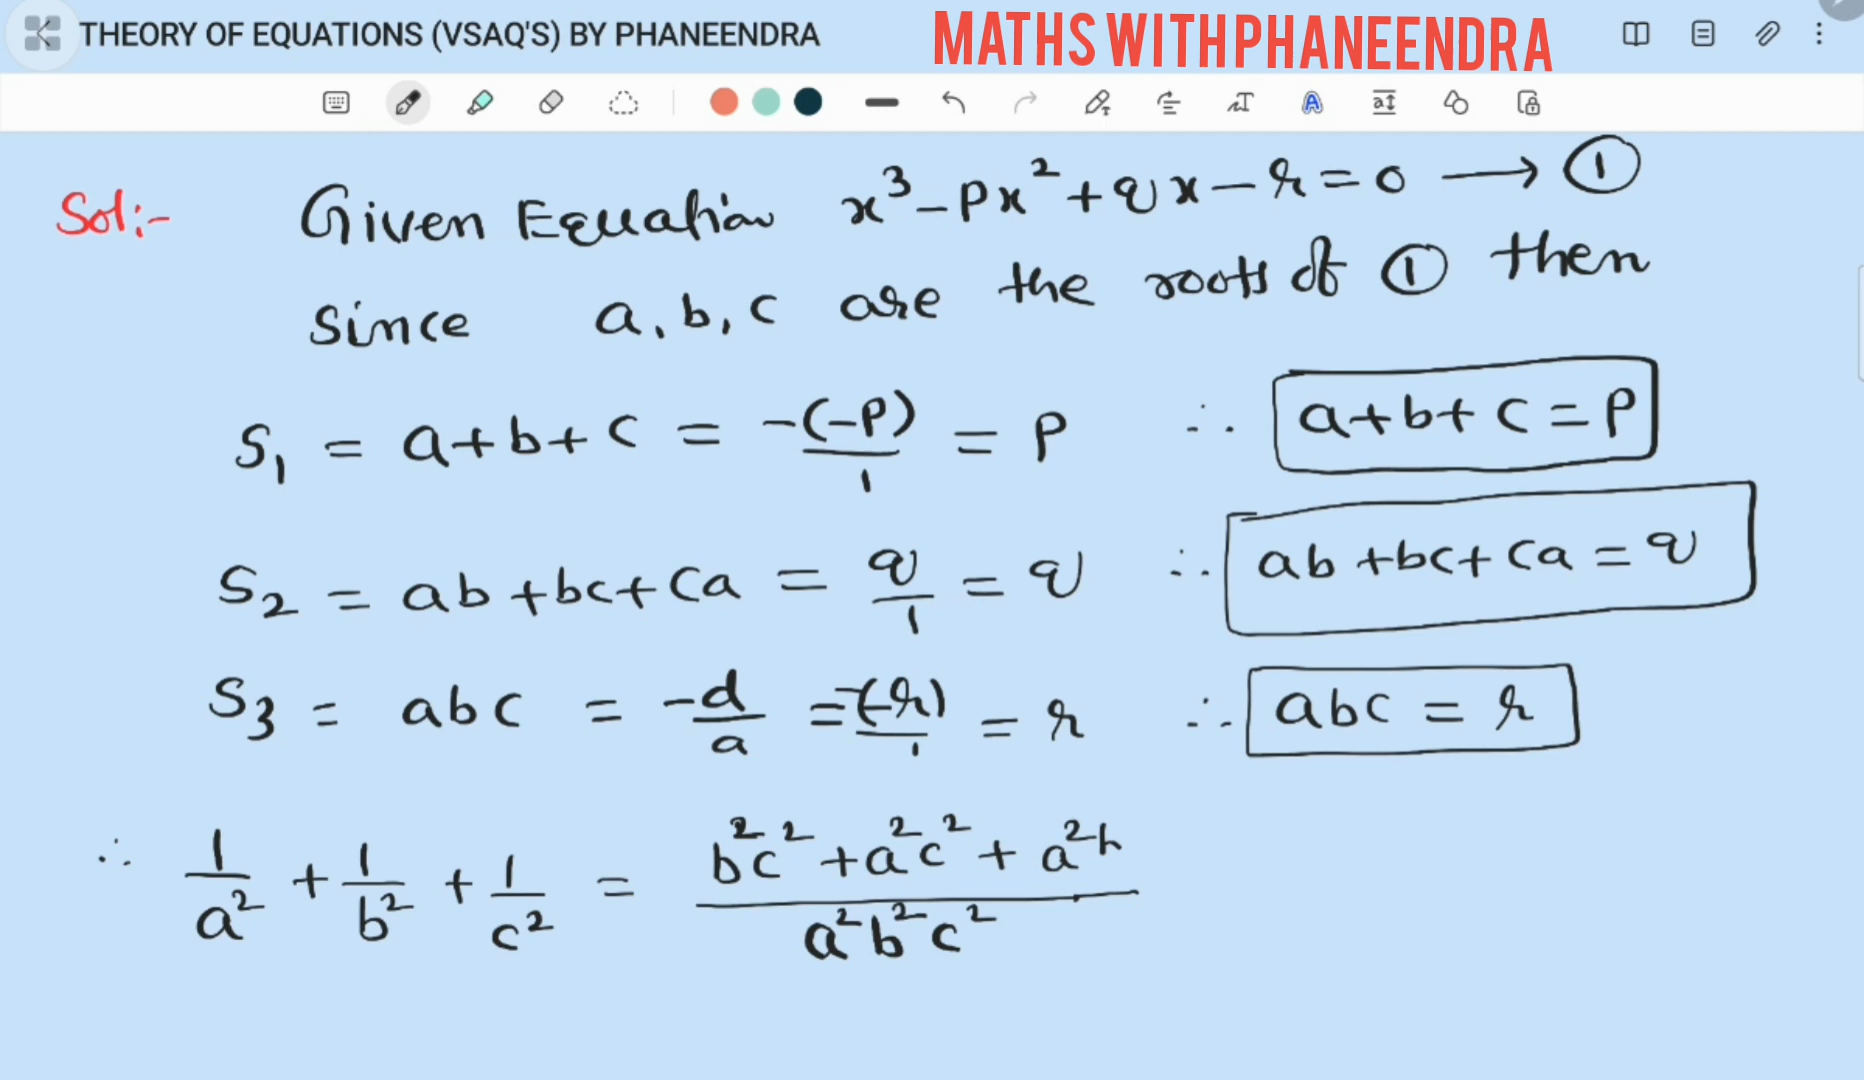 THEORY OF EQUATIONS (VSAQ'S) BY PHANEENDRA
MATHS WITH PHANEENDRA
Sol:- Given Equation x³ - px² + qx - r = 0 → ①
Since a, b, c are the roots of ① then
S₁ = a+b+c = -(-p)/1 = p ∴ a+b+c = p
S₂ = ab+bc+ca = q/1 = q ∴ ab+bc+ca = q
S₃ = abc = -d/a = -(-r)/1 = r ∴ abc = r
∴ 1/a² + 1/b² + 1/c² = (b²c² + a²c² + a²b)/(a²b²c²)